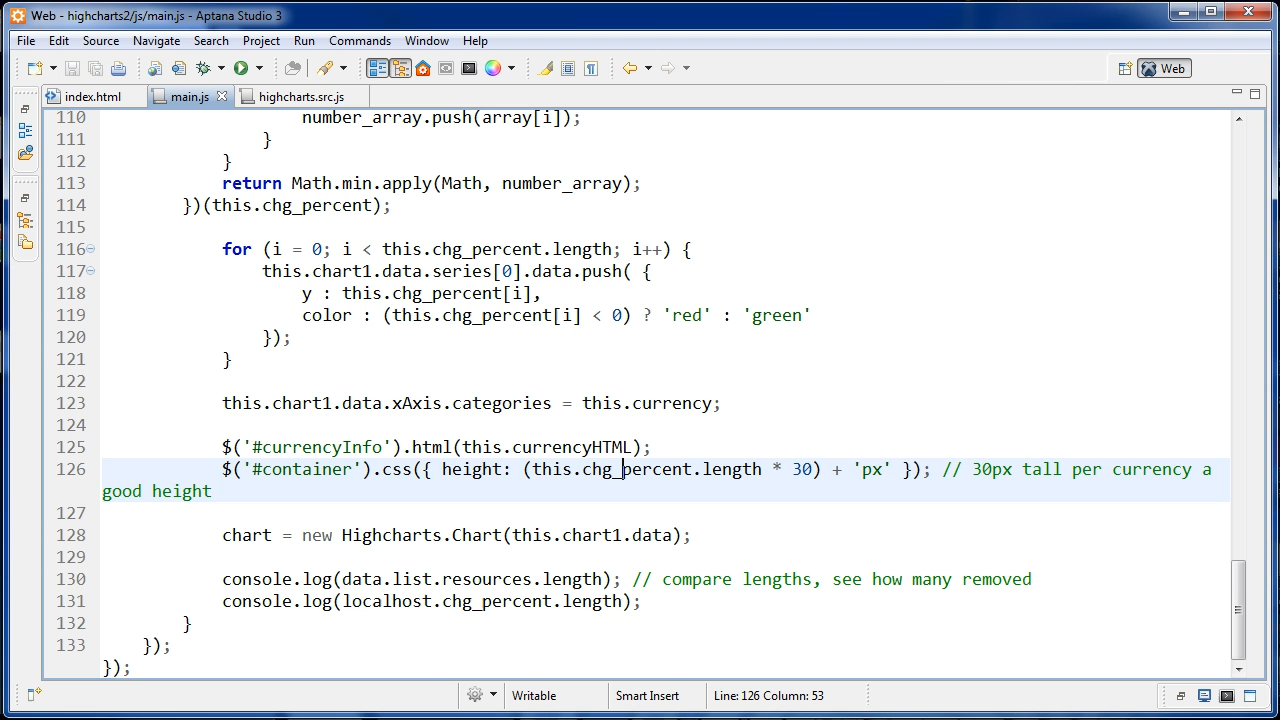 Web - highcharts2/js/main.js - Aptana Studio 3
File Edit Source Navigate Search Project Run Commands Window Help
Web
index.html main.js highcharts.src.js
110 number_array.push(array[i]);
111 }
112 }
113 return Math.min.apply(Math, number_array);
114 })(this.chg_percent);
115
116 for (i = 0; i < this.chg_percent.length; i++) {
117 this.chart1.data.series[0].data.push( {
118 y : this.chg_percent[i],
119 color : (this.chg_percent[i] < 0) ? 'red' : 'green'
120 });
121 }
122
123 this.chart1.data.xAxis.categories = this.currency;
124
125 $('#currencyInfo').html(this.currencyHTML);
126 $('#container').css({ height: (this.chg_percent.length * 30) + 'px' }); // 30px tall per currency a
good height
127
128 chart = new Highcharts.Chart(this.chart1.data);
129
130 console.log(data.list.resources.length); // compare lengths, see how many removed
131 console.log(localhost.chg_percent.length);
132 }
133 });
});
Writable Smart Insert Line: 126 Column: 53